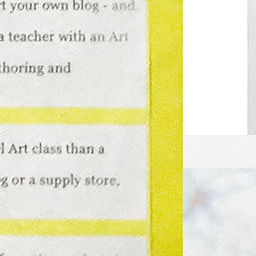 rt your own blog - and
a teacher with an Art
thoring and
l Art class than a
g or a supply store,